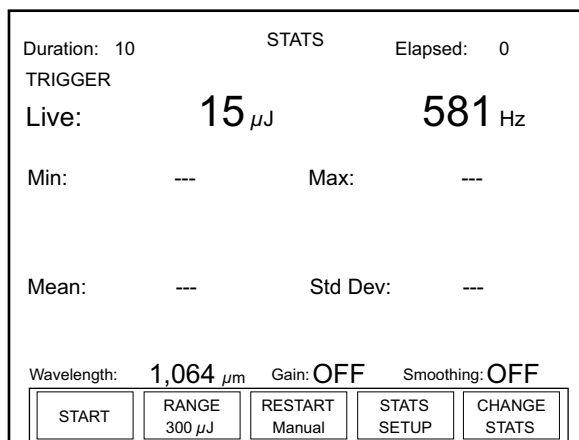 STATS
Duration: 10 Elapsed: 0
TRIGGER
Live: 15 µJ 581 Hz
Min: --- Max: ---
Mean: --- Std Dev: ---
Wavelength: 1,064 µm Gain: OFF Smoothing: OFF
START RANGE RESTART STATS CHANGE
300 µJ Manual SETUP STATS